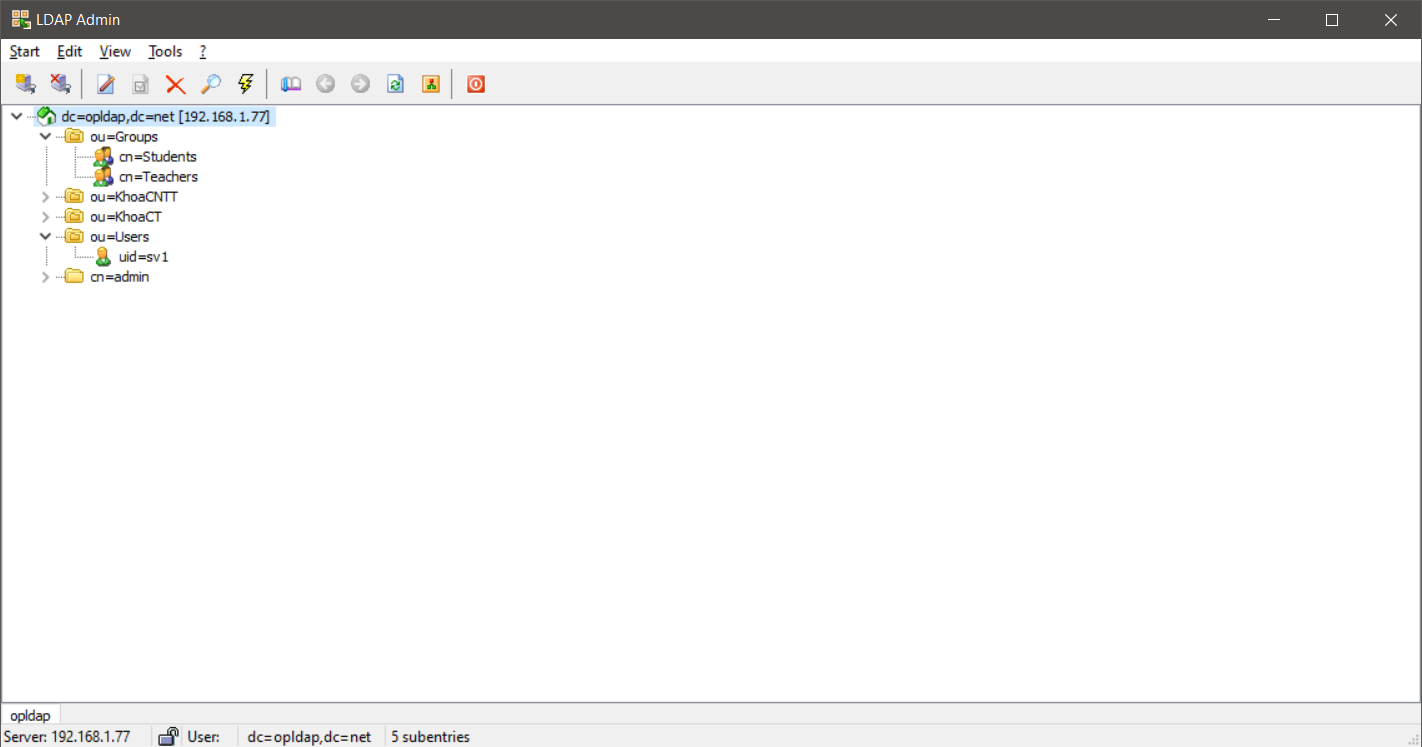 LDAP Admin
Start Edit View Tools ?
dc=opldap,dc=net [192.168.1.77]
ou=Groups
cn=Students
cn=Teachers
ou=KhoaCNTT
ou=KhoaCT
ou=Users
uid=sv1
cn=admin
opldap
Server: 192.168.1.77 User: dc=opldap,dc=net 5 subentries